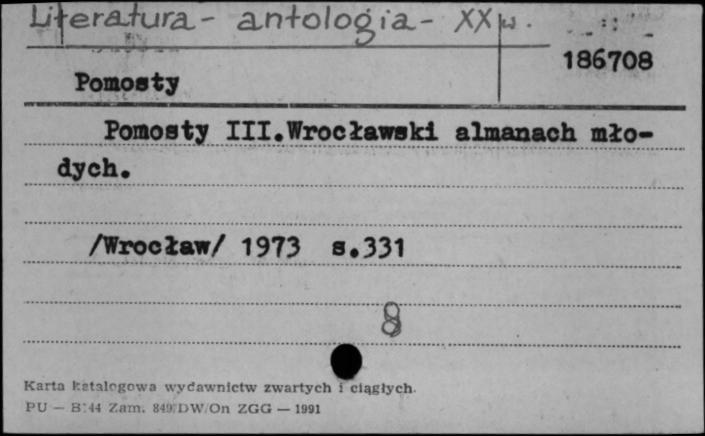 Literatura - antologia - XX w.
186708
Pomosty
Pomosty III.Wrocławski almanach mło-
dych.
/Wrocław/ 1973 s.331
8
Karta katalogowa wydawnictw zwartych i ciągłych.
PU — B 44 Zam. 849/DW/On ZGG — 1991